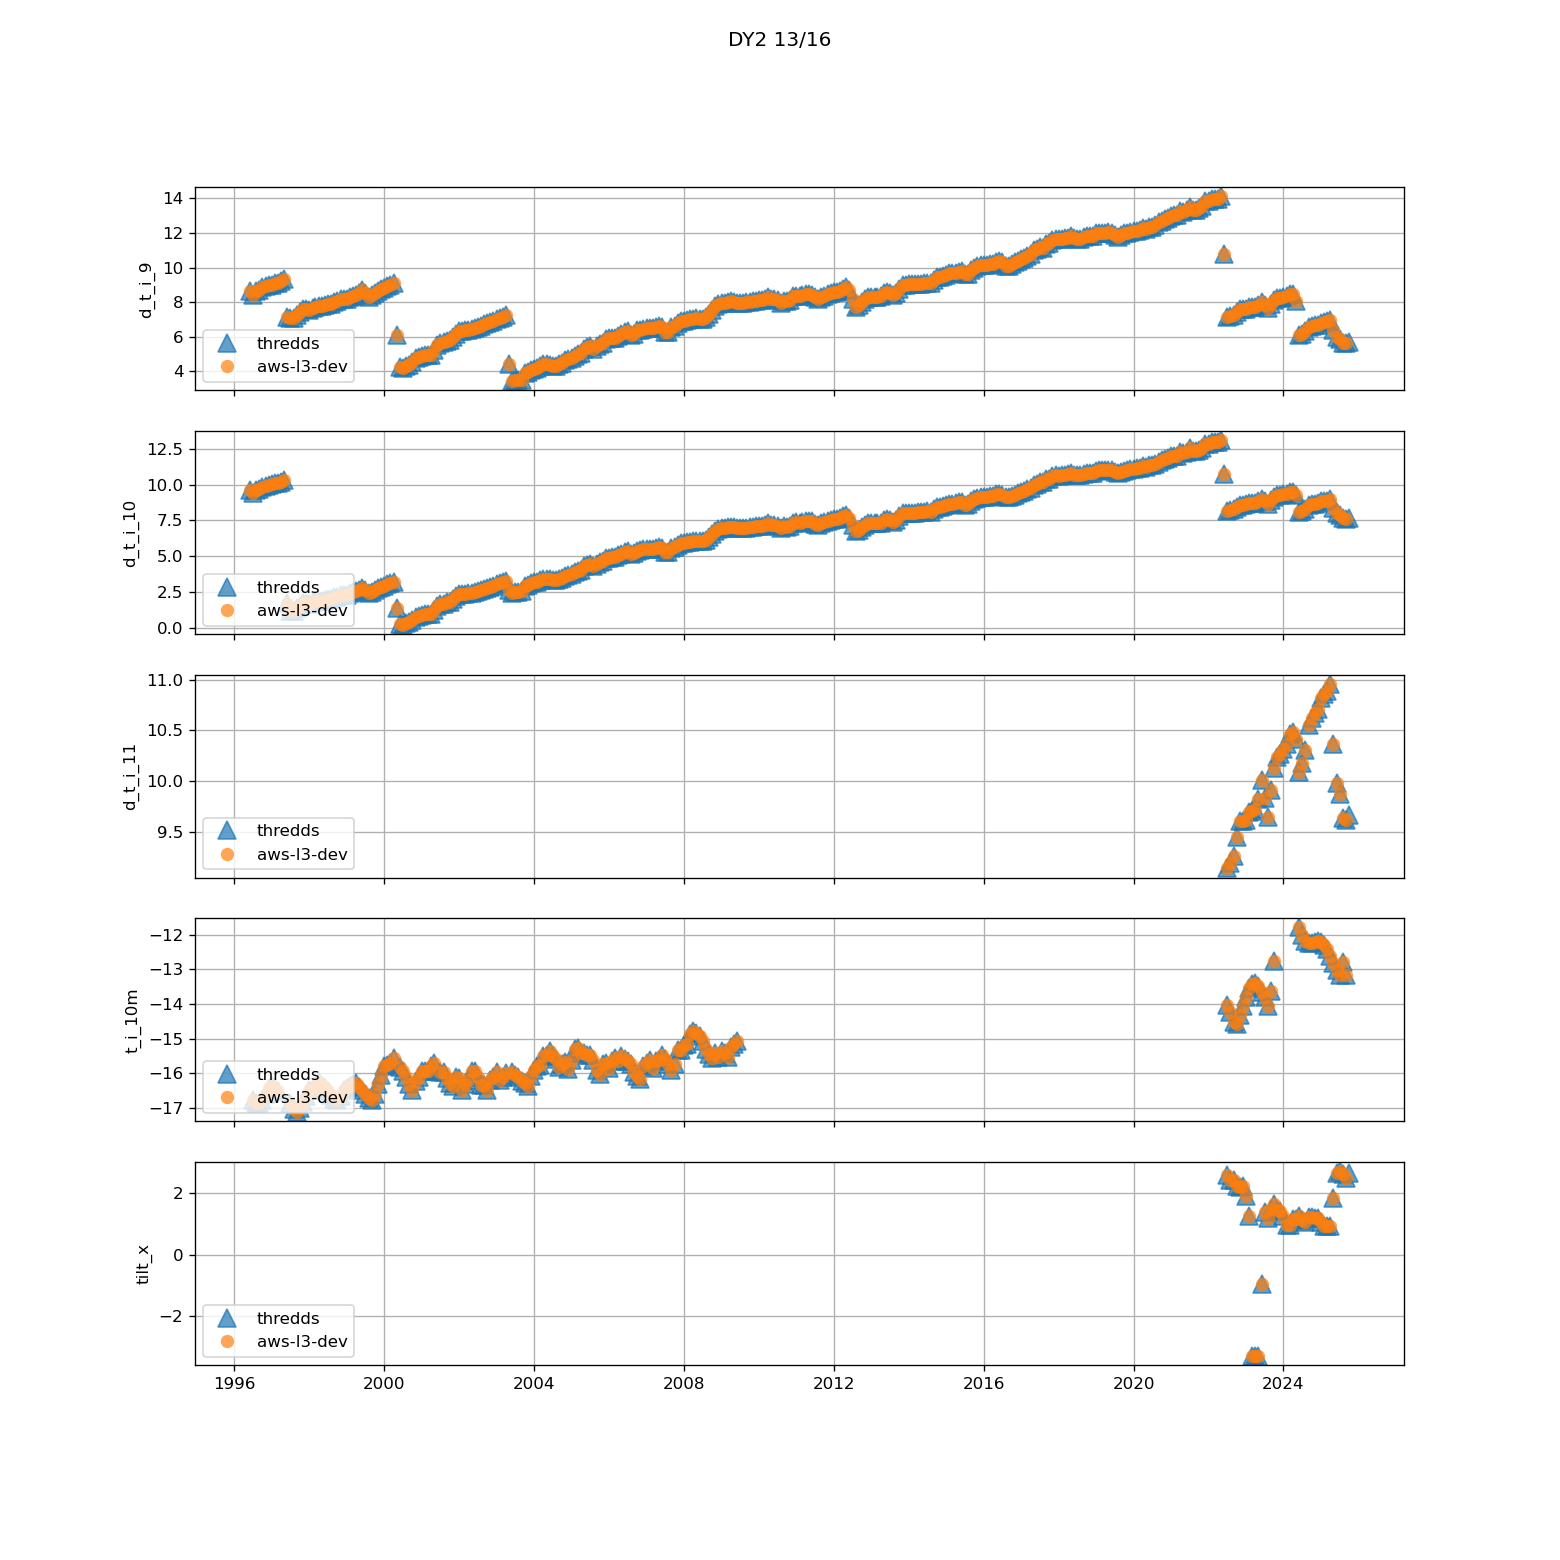 DY2 13/16
14
12
10
8
6
4
d_t_i_9
thredds
aws-l3-dev
12.5
10.0
7.5
5.0
2.5
0.0
d_t_i_10
thredds
aws-l3-dev
11.0
10.5
10.0
9.5
d_t_i_11
thredds
aws-l3-dev
−12
−13
−14
−15
−16
−17
t_i_10m
thredds
aws-l3-dev
2
0
−2
tilt_x
thredds
aws-l3-dev
1996 2000 2004 2008 2012 2016 2020 2024